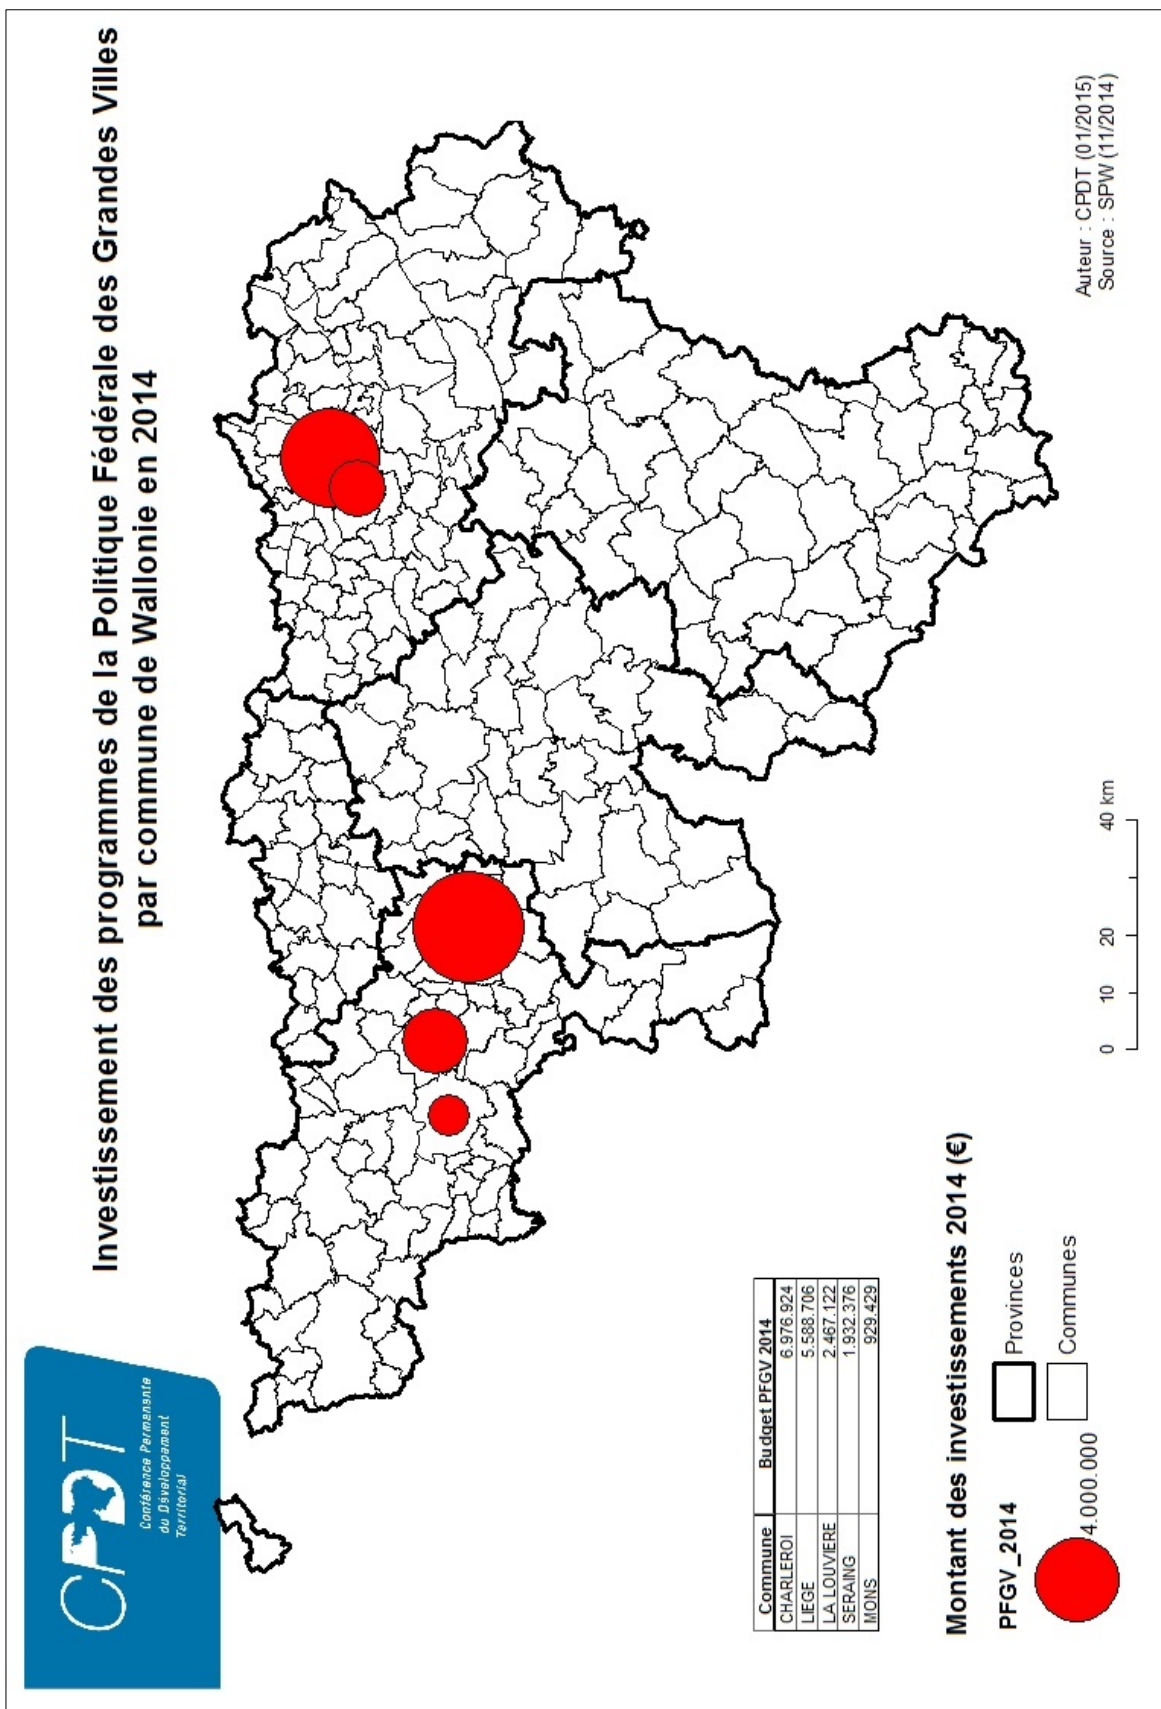 CPDT
Conférence Permanente
du Développement
Territorial
Investissement des programmes de la Politique Fédérale des Grandes Villes
par commune de Wallonie en 2014
Commune Budget PFGV 2014
CHARLEROI 6.976.924
LIEGE 5.588.706
LA LOUVIERE 2.467.122
SERAING 1.932.376
MONS 929.429
Montant des investissements 2014 (€)
PFGV_2014
4.000.000
Provinces
Communes
0 10 20 40 km
Auteur : CPDT (01/2015)
Source : SPW (11/2014)